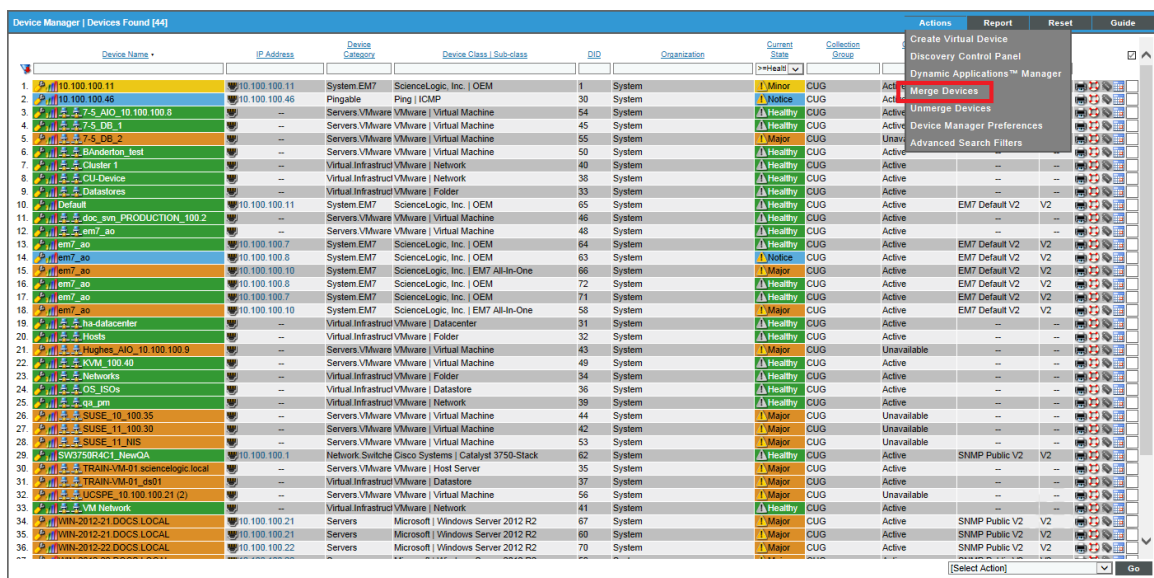 Device Manager | Devices Found [44]
Actions Report Reset Guide
Create Virtual Device
Discovery Control Panel
Dynamic Applications™ Manager
Merge Devices
Unmerge Devices
Device Manager Preferences
Advanced Search Filters
Device Name • IP Address Device Category Device Class | Sub-class DID Organization Current State Collection Group
>=Healt
1. 10.100.100.11 10.100.100.11 System.EM7 ScienceLogic, Inc. | OEM 1 System Minor CUG
2. 10.100.100.46 10.100.100.46 Pingable Ping | ICMP 30 System Notice CUG
3. 7-5_AIO_10.100.100.8 -- Servers.VMware VMware | Virtual Machine 54 System Healthy CUG Active
4. 7-5_DB_1 -- Servers.VMware VMware | Virtual Machine 45 System Healthy CUG Active
5. 7-5_DB_2 -- Servers.VMware VMware | Virtual Machine 55 System Major CUG
6. BAnderton_test -- Servers.VMware VMware | Virtual Machine 50 System Healthy CUG Active
7. Cluster 1 -- Virtual.Infrastruct VMware | Network 40 System Healthy CUG Active -- --
8. CU-Device -- Virtual.Infrastruct VMware | Network 38 System Healthy CUG Active -- --
9. Datastores -- Virtual.Infrastruct VMware | Folder 33 System Healthy CUG Active -- --
10. Default 10.100.100.11 System.EM7 ScienceLogic, Inc. | OEM 65 System Healthy CUG Active EM7 Default V2 V2
11. doc_svn_PRODUCTION_100.2 -- Servers.VMware VMware | Virtual Machine 46 System Healthy CUG Active -- --
12. em7_ao -- Servers.VMware VMware | Virtual Machine 48 System Healthy CUG Active -- --
13. em7_ao 10.100.100.7 System.EM7 ScienceLogic, Inc. | OEM 64 System Healthy CUG Active EM7 Default V2 V2
14. em7_ao 10.100.100.8 System.EM7 ScienceLogic, Inc. | OEM 63 System Notice CUG Active EM7 Default V2 V2
15. em7_ao 10.100.100.10 System.EM7 ScienceLogic, Inc. | EM7 All-In-One 66 System Major CUG Active EM7 Default V2 V2
16. em7_ao 10.100.100.8 System.EM7 ScienceLogic, Inc. | OEM 72 System Healthy CUG Active EM7 Default V2 V2
17. em7_ao 10.100.100.7 System.EM7 ScienceLogic, Inc. | OEM 71 System Healthy CUG Active EM7 Default V2 V2
18. em7_ao 10.100.100.10 System.EM7 ScienceLogic, Inc. | EM7 All-In-One 58 System Major CUG Active EM7 Default V2 V2
19. ha-datacenter -- Virtual.Infrastruct VMware | Datacenter 31 System Healthy CUG Active -- --
20. Hosts -- Virtual.Infrastruct VMware | Folder 32 System Healthy CUG Active -- --
21. Hughes_AIO_10.100.100.9 -- Servers.VMware VMware | Virtual Machine 43 System Major CUG Unavailable -- --
22. KVM_100.40 -- Servers.VMware VMware | Virtual Machine 49 System Healthy CUG Active -- --
23. Networks -- Virtual.Infrastruct VMware | Folder 34 System Healthy CUG Active -- --
24. OS_ISOs -- Virtual.Infrastruct VMware | Datastore 36 System Healthy CUG Active -- --
25. qa_pm -- Virtual.Infrastruct VMware | Network 39 System Healthy CUG Active -- --
26. SUSE_10_100.35 -- Servers.VMware VMware | Virtual Machine 44 System Major CUG Unavailable -- --
27. SUSE_11_100.30 -- Servers.VMware VMware | Virtual Machine 42 System Major CUG Unavailable -- --
28. SUSE_11_NIS -- Servers.VMware VMware | Virtual Machine 53 System Major CUG Unavailable -- --
29. SW3750R4C1_NewQA 10.100.100.1 Network.Switche Cisco Systems | Catalyst 3750-Stack 62 System Healthy CUG Active SNMP Public V2 V2
30. TRAIN-VM-01.sciencelogic.local -- Servers.VMware VMware | Host Server 35 System Major CUG Active -- --
31. TRAIN-VM-01_ds01 -- Virtual.Infrastruct VMware | Datastore 37 System Major CUG Active -- --
32. UCSPE_10.100.100.21 (2) -- Servers.VMware VMware | Virtual Machine 56 System Major CUG Unavailable -- --
33. VM Network -- Virtual.Infrastruct VMware | Network 41 System Healthy CUG Active -- --
34. WIN-2012-21.DOCS.LOCAL 10.100.100.21 Servers Microsoft | Windows Server 2012 R2 67 System Major CUG Active SNMP Public V2 V2
35. WIN-2012-21.DOCS.LOCAL 10.100.100.21 Servers Microsoft | Windows Server 2012 R2 60 System Major CUG Active SNMP Public V2 V2
36. WIN-2012-22.DOCS.LOCAL 10.100.100.22 Servers Microsoft | Windows Server 2012 R2 70 System Major CUG Active SNMP Public V2 V2
[Select Action] Go